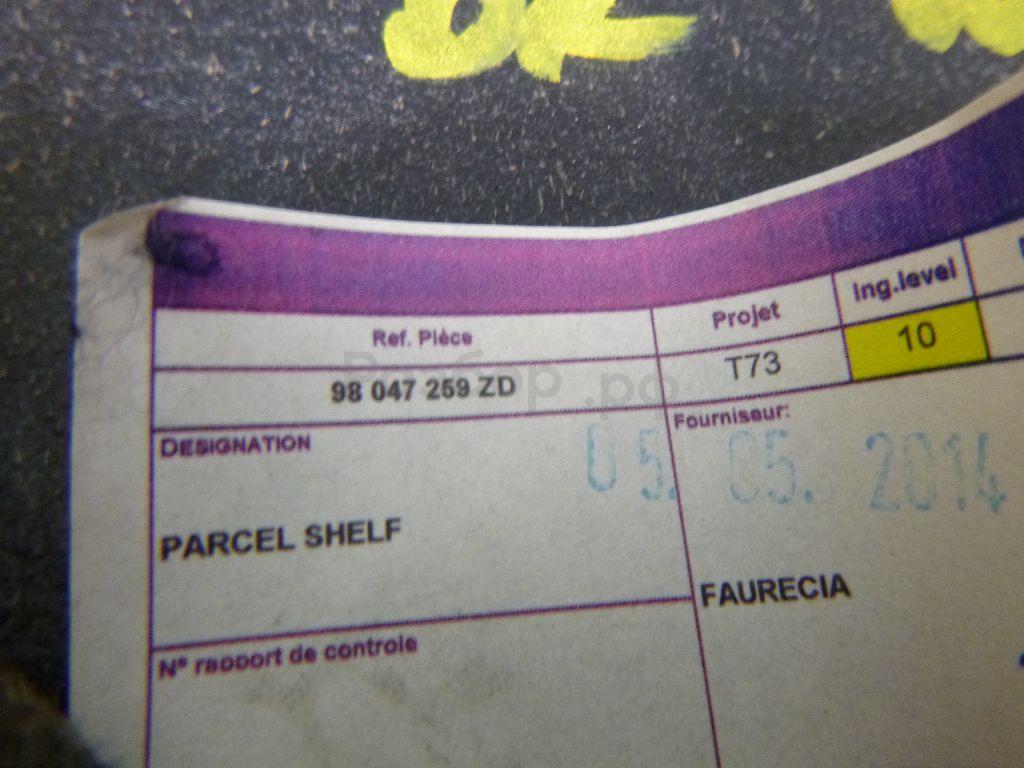 Ref. Pièce
Projet
Ing.level
98 047 259 ZD
T73
10
DESIGNATION
Fournisseur:
05. 05. 2014
PARCEL SHELF
FAURECIA
N° rapport de controle